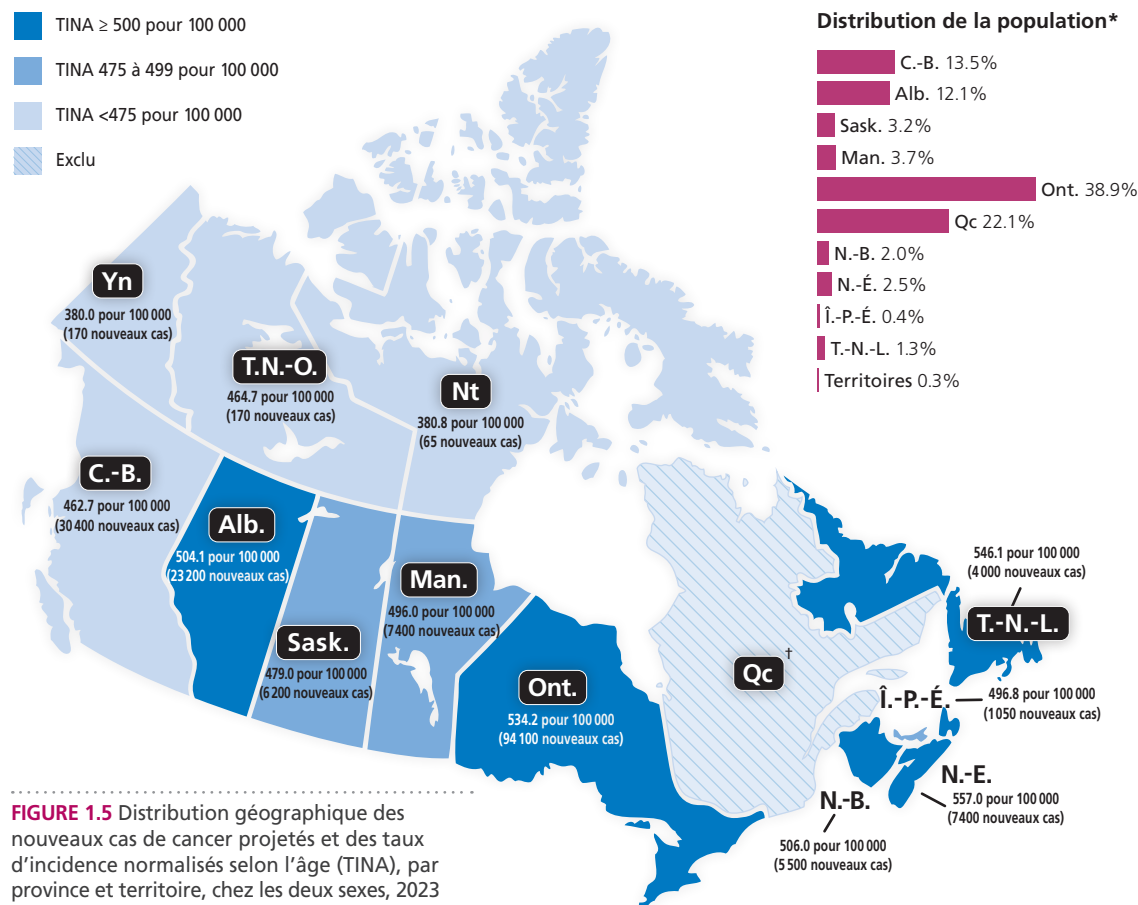 TINA ≥ 500 pour 100 000
TINA 475 à 499 pour 100 000
TINA <475 pour 100 000
Exclu
Distribution de la population*
C.-B. 13.5%
Alb. 12.1%
Sask. 3.2%
Man. 3.7%
Ont. 38.9%
Qc 22.1%
N.-B. 2.0%
N.-É. 2.5%
Î.-P.-É. 0.4%
T.-N.-L. 1.3%
Territoires 0.3%
Yn
380.0 pour 100 000
(170 nouveaux cas)
T.N.-O.
464.7 pour 100 000
(170 nouveaux cas)
Nt
380.8 pour 100 000
(65 nouveaux cas)
C.-B.
462.7 pour 100 000
(30 400 nouveaux cas)
Alb.
504.1 pour 100 000
(23 200 nouveaux cas)
Sask.
479.0 pour 100 000
(6 200 nouveaux cas)
Man.
496.0 pour 100 000
(7400 nouveaux cas)
Ont.
534.2 pour 100 000
(94 100 nouveaux cas)
Qc†
546.1 pour 100 000
(4 000 nouveaux cas)
T.-N.-L.
Î.-P.-É.
496.8 pour 100 000
(1050 nouveaux cas)
N.-E.
557.0 pour 100 000
(7400 nouveaux cas)
N.-B.
506.0 pour 100 000
(5 500 nouveaux cas)
FIGURE 1.5 Distribution géographique des
nouveaux cas de cancer projetés et des taux
d'incidence normalisés selon l'âge (TINA), par
province et territoire, chez les deux sexes, 2023